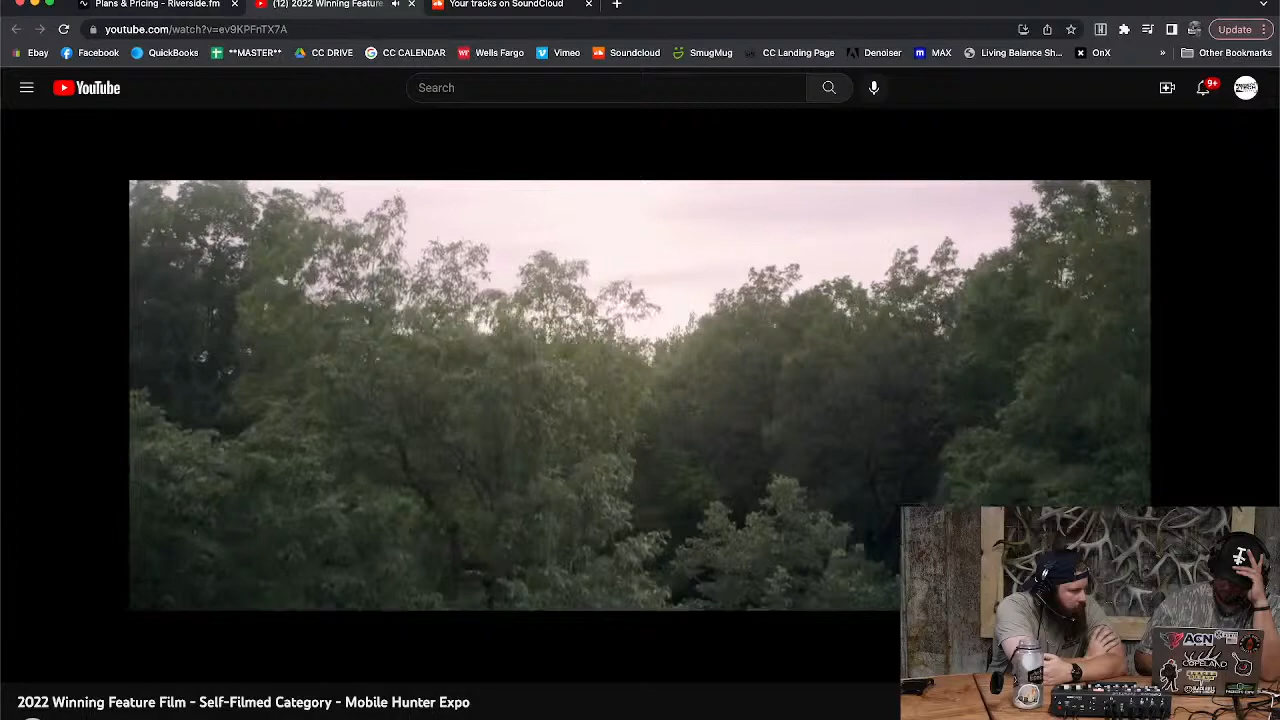 Plans & Pricing - Riverside.fm
(12) 2022 Winning Feature
Your tracks on SoundCloud
youtube.com/watch?v=ev9KPFnTX7A
Update
Ebay
Facebook
QuickBooks
**MASTER**
CC DRIVE
CC CALENDAR
Wells Fargo
Vimeo
Soundcloud
SmugMug
CC Landing Page
Denoiser
MAX
Living Balance Sh...
OnX
»
Other Bookmarks
YouTube
Search
9+
ACN
COPELAND
2022 Winning Feature Film - Self-Filmed Category - Mobile Hunter Expo